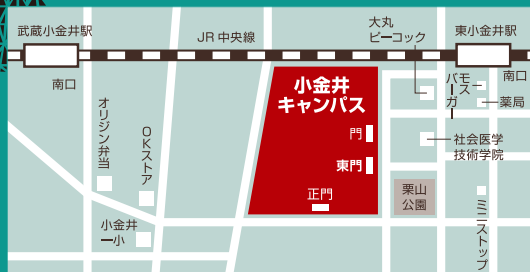 武蔵小金井駅
南口
JR中央線
大丸
ピーコック
東小金井駅
南口
小金井
キャンパス
門
東門
正門
モス
バーガー
薬局
社会医学
技術学院
栗山
公園
ミニストップ
オリジン弁当
OKストア
小金井
一小